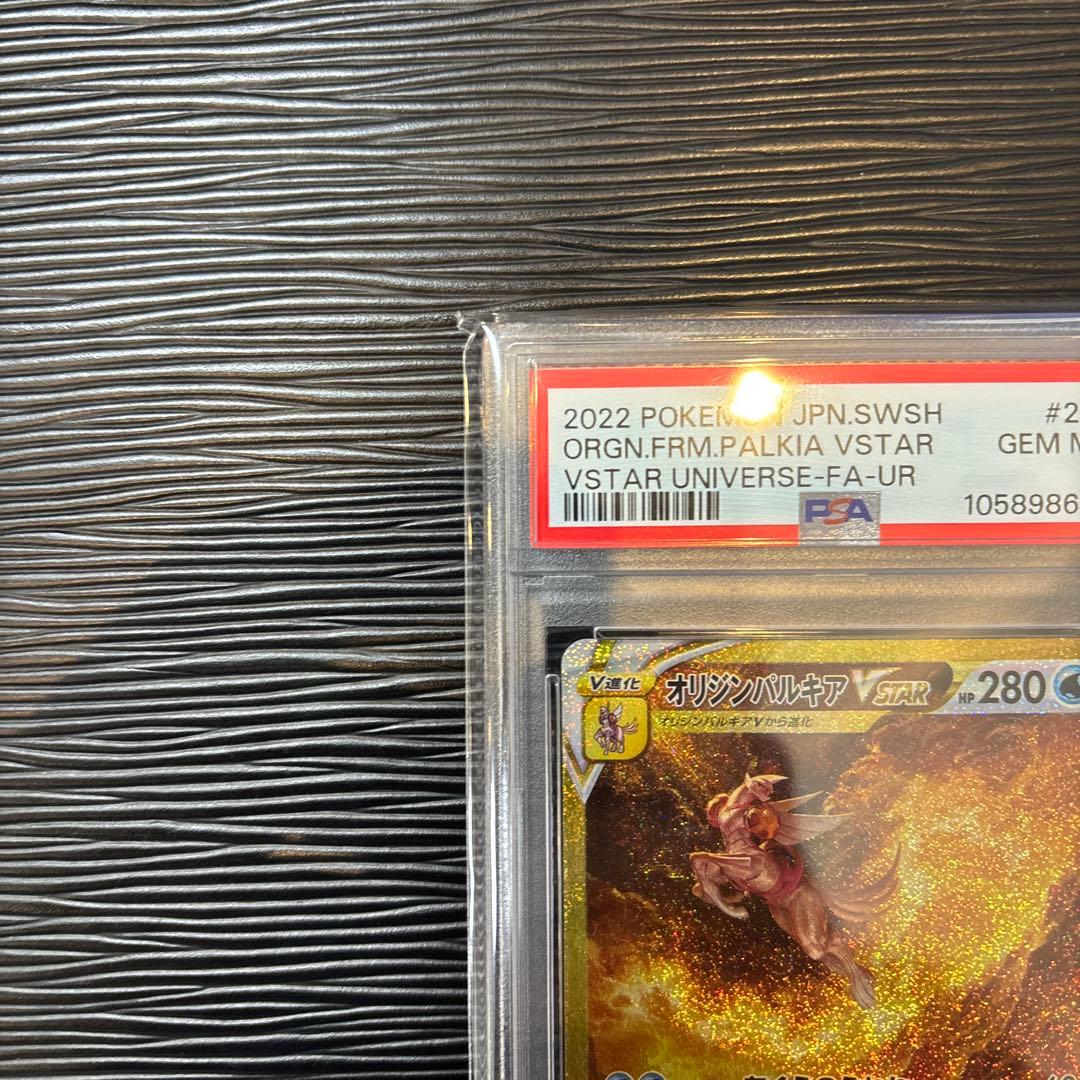 2022 POKEMON JPN.SWSH #2
ORGN.FRM.PALKIA VSTAR GEM M
VSTAR UNIVERSE-FA-UR
PSA 1058986
V進化 オリジンパルキア VSTAR HP 280
オリジンパルキアVから進化